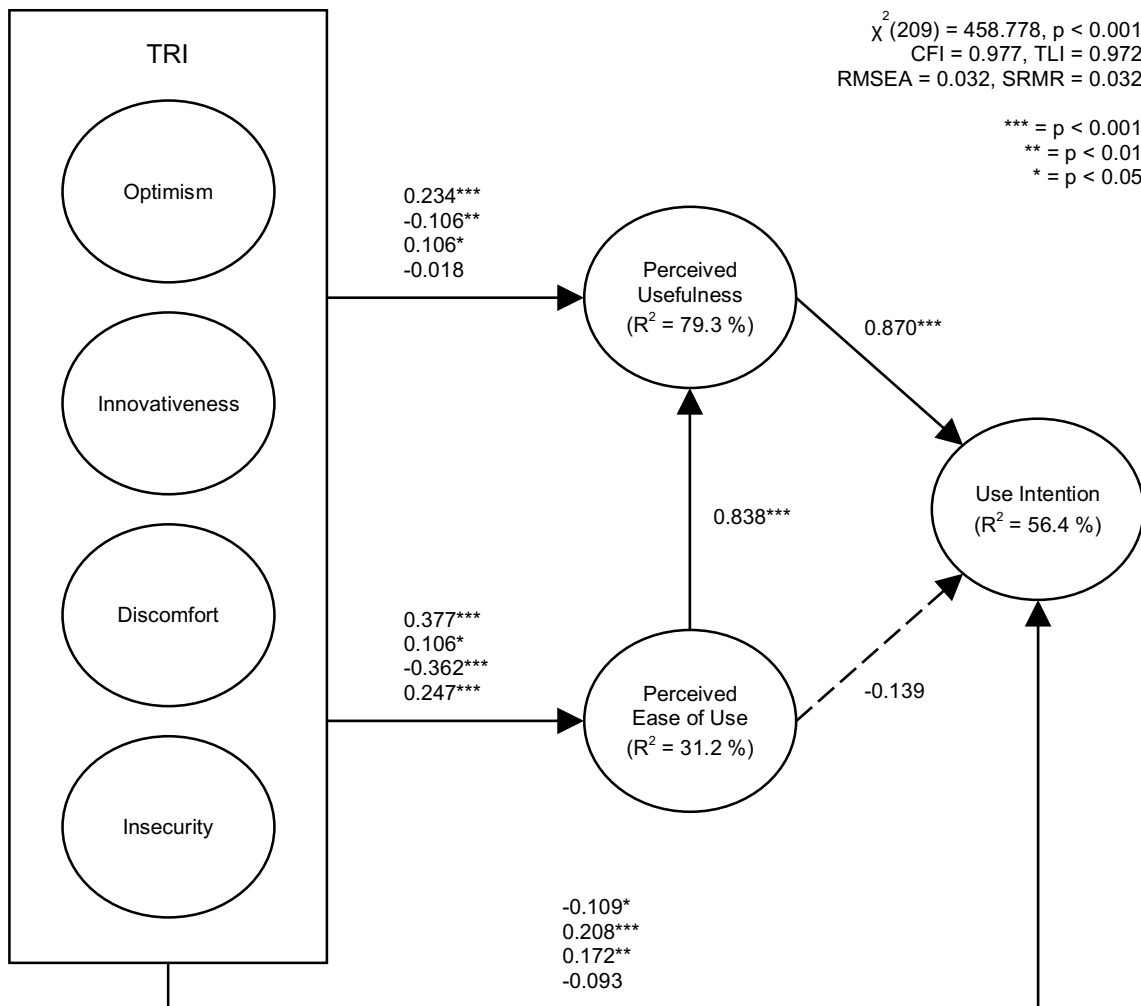 χ²(209) = 458.778, p < 0.001
CFI = 0.977, TLI = 0.972
RMSEA = 0.032, SRMR = 0.032
*** = p < 0.001
** = p < 0.01
* = p < 0.05
TRI
Optimism
Innovativeness
Discomfort
Insecurity
0.234***
-0.106**
0.106*
-0.018
Perceived
Usefulness
(R² = 79.3 %)
0.870***
0.838***
Use Intention
(R² = 56.4 %)
0.377***
0.106*
-0.362***
0.247***
Perceived
Ease of Use
(R² = 31.2 %)
-0.139
-0.109*
0.208***
0.172**
-0.093